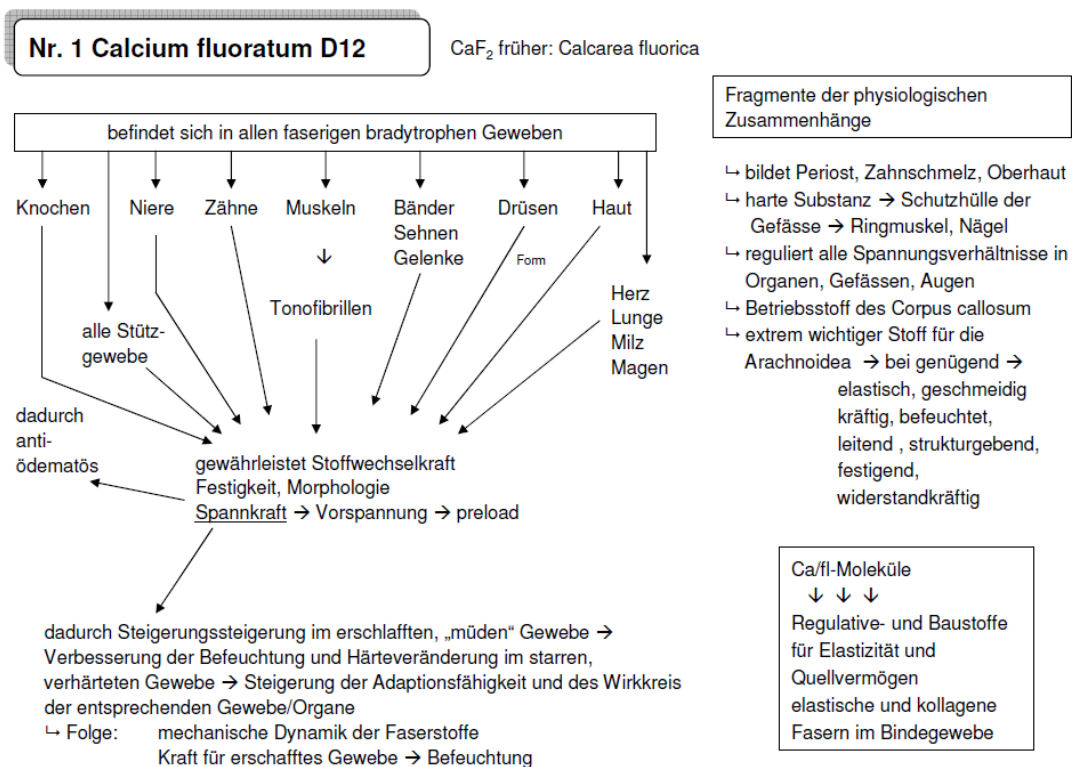 Nr. 1 Calcium fluoratum D12
CaF₂ früher: Calcarea fluorica
befindet sich in allen faserigen bradytrophen Geweben
Knochen Niere Zähne Muskeln Bänder Drüsen Haut
Sehnen
Gelenke
↓
Form
Tonofibrillen
alle Stütz-
gewebe
Herz
Lunge
Milz
Magen
dadurch
anti-
ödematös
gewährleistet Stoffwechselkraft
Festigkeit, Morphologie
Spannkraft → Vorspannung → preload
dadurch Steigerungssteigerung im erschlafften, „müden“ Gewebe →
Verbesserung der Befeuchtung und Härteveränderung im starren,
verhärteten Gewebe → Steigerung der Adaptionsfähigkeit und des Wirkkreis
der entsprechenden Gewebe/Organe
↳ Folge: mechanische Dynamik der Faserstoffe
Kraft für erschafftes Gewebe → Befeuchtung
Fragmente der physiologischen
Zusammenhänge
↳ bildet Periost, Zahnschmelz, Oberhaut
↳ harte Substanz → Schutzhülle der
Gefässe → Ringmuskel, Nägel
↳ reguliert alle Spannungsverhältnisse in
Organen, Gefässen, Augen
↳ Betriebsstoff des Corpus callosum
↳ extrem wichtiger Stoff für die
Arachnoidea → bei genügend →
elastisch, geschmeidig
kräftig, befeuchtet,
leitend , strukturgebend,
festigend,
widerstandkräftig
Ca/fl-Moleküle
↓ ↓ ↓
Regulative- und Baustoffe
für Elastizität und
Quellvermögen
elastische und kollagene
Fasern im Bindegewebe